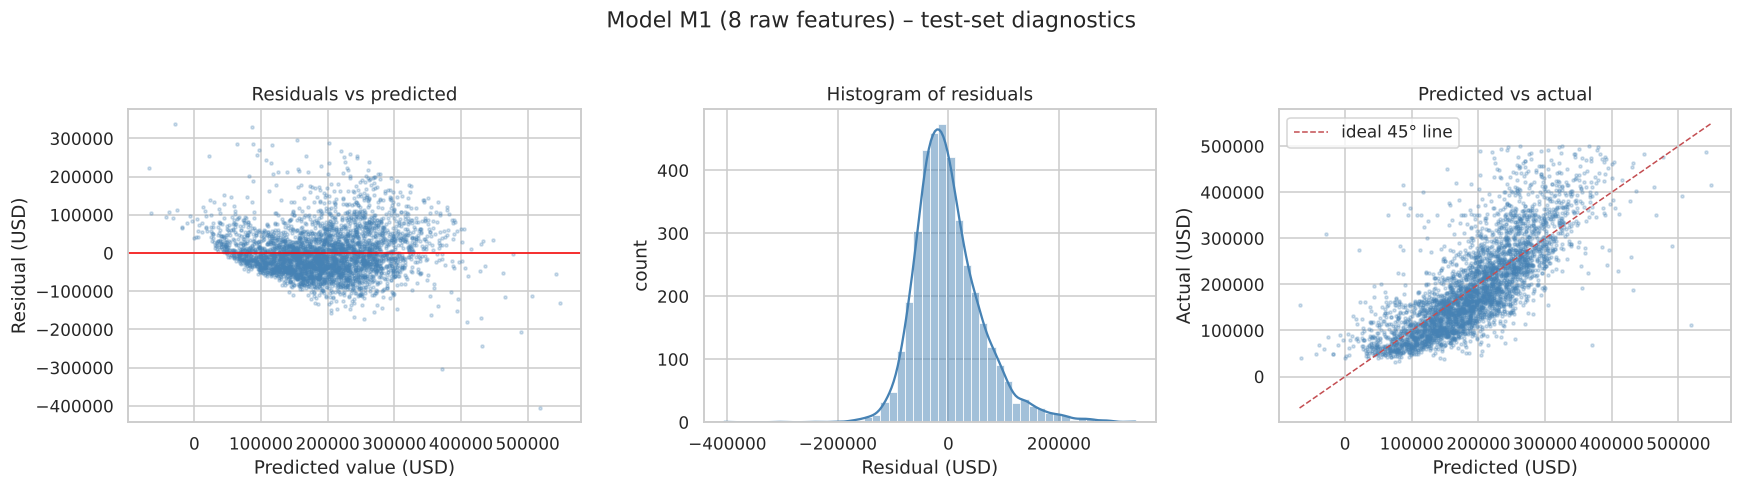 Model M1 (8 raw features) – test-set diagnostics
Residuals vs predicted
300000
200000
100000
0
−100000
−200000
−300000
−400000
Residual (USD)
0 100000 200000 300000 400000 500000
Predicted value (USD)
Histogram of residuals
400
300
200
100
0
count
−400000 −200000 0 200000
Residual (USD)
Predicted vs actual
ideal 45° line
500000
400000
300000
200000
100000
0
Actual (USD)
0 100000 200000 300000 400000 500000
Predicted (USD)